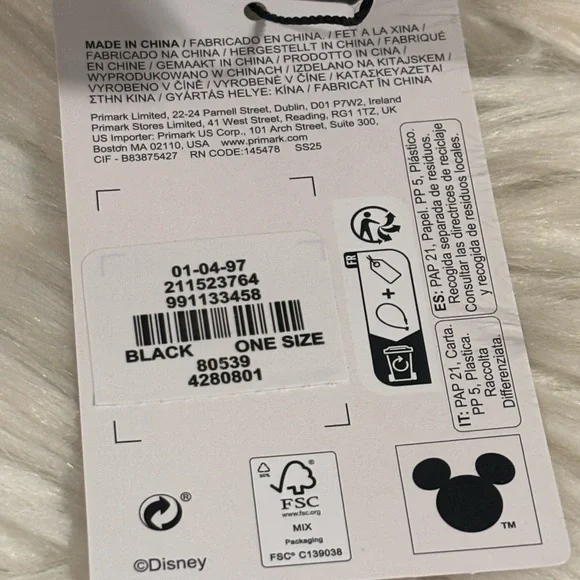 MADE IN CHINA / FABRICADO EN CHINA. / FET A LA XINA /
FABRICADO NA CHINA / HERGESTELLT IN CHINA / FABRIQUÉ
EN CHINE / GEMAAKT IN CHINA / PRODOTTO IN CINA /
WYPRODUKOWANO W CHINACH / IZDELANO NA KITAJSKEM /
VYROBENO V ČÍNĚ / VYROBENÉ V ČÍNE / ΚΑΤΑΣΚΕΥΑΖΕΤΑΙ
ΣΤΗΝ ΚΙΝΑ / GYÁRTÁS HELYE: KÍNA / FABRICAT ÎN CHINA
Primark Limited, 22-24 Parnell Street, Dublin, D01 P7W2, Ireland
Primark Stores Limited, 41 West Street, Reading, RG1 1TZ, UK
US Importer: Primark US Corp., 101 Arch Street, Suite 300,
Boston MA 02110, USA www.primark.com
CIF - B83875427 RN CODE:145478 SS25
01-04-97
211523764
991133458
BLACK ONE SIZE
80539
4280801
FR
ES: PAP 21, Papel. PP 5, Plástico.
Recogida separada de residuos.
Consultar las directrices de reciclaje
y recogida de residuos locales.
IT: PAP 21, Carta.
PP 5, Plastica.
Raccolta
Differenziata.
®
©Disney
FSC
www.fsc.org
MIX
Packaging
FSC® C139038
TM